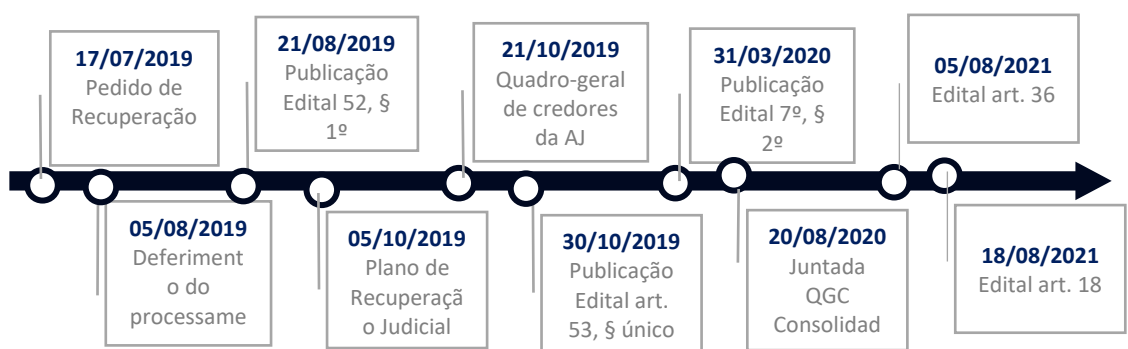 17/07/2019
Pedido de
Recuperação
21/08/2019
Publicação
Edital 52, §
1º
21/10/2019
Quadro-geral
de credores
da AJ
31/03/2020
Publicação
Edital 7º, §
2º
05/08/2021
Edital art. 36
05/08/2019
Deferiment
o do
processame
05/10/2019
Plano de
Recuperaçã
o Judicial
30/10/2019
Publicação
Edital art.
53, § único
20/08/2020
Juntada
QGC
Consolidad
18/08/2021
Edital art. 18